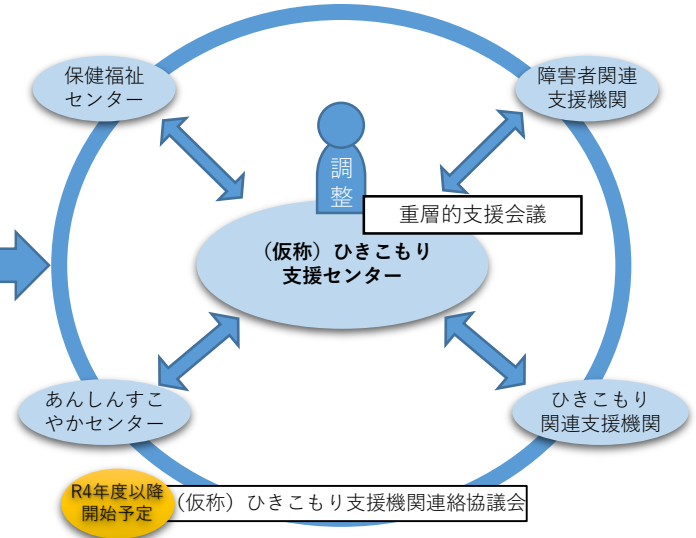 保健福祉
センター
障害者関連
支援機関
調
整
重層的支援会議
（仮称）ひきこもり
支援センター
あんしんすこ
やかセンター
ひきこもり
関連支援機関
R4年度以降
開始予定
（仮称）ひきこもり支援機関連絡協議会